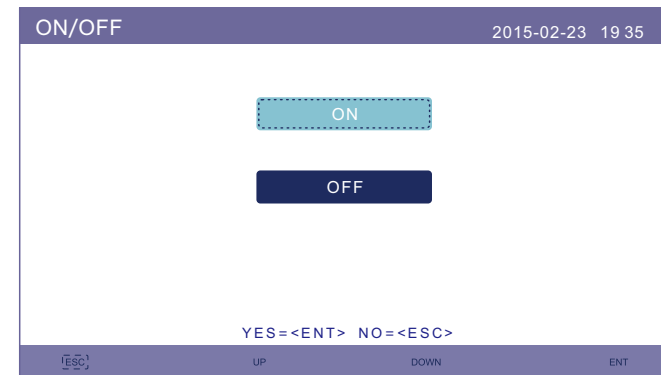 ON/OFF 2015-02-23 19 35
ON
OFF
YES=<ENT> NO=<ESC>
ESC UP DOWN ENT